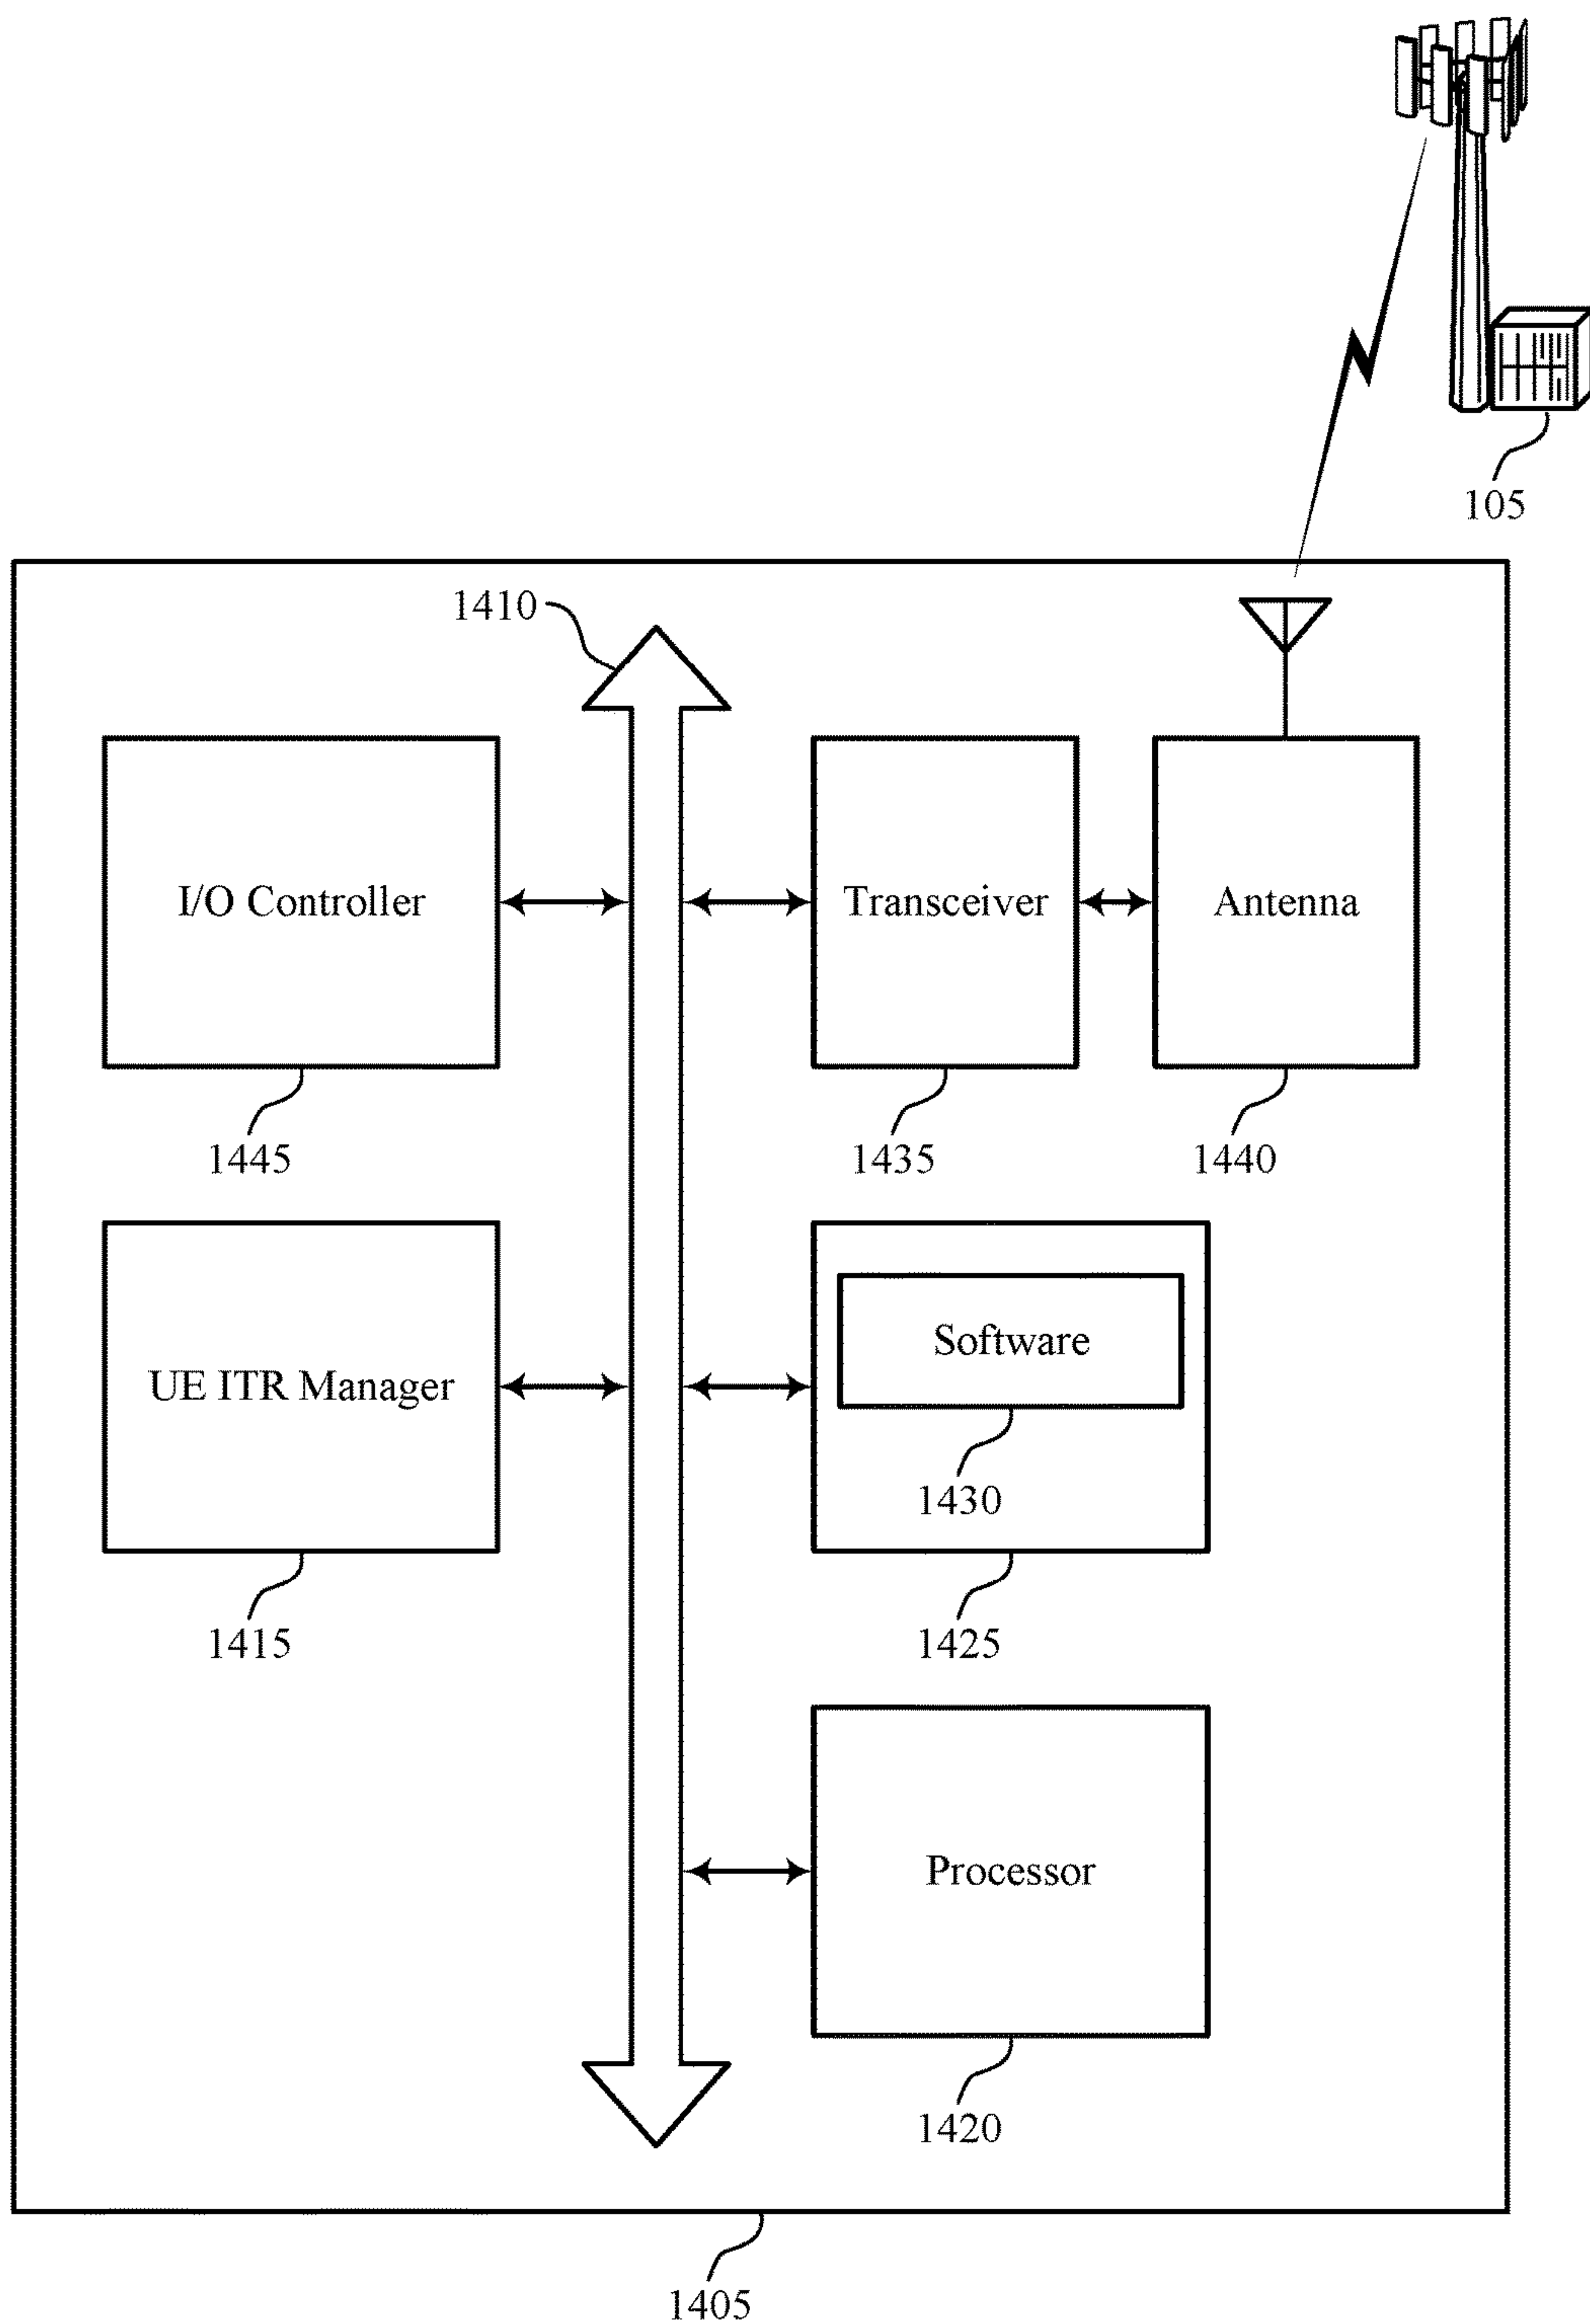 105
1410
I/O Controller
Transceiver
Antenna
1445
1435
1440
UE ITR Manager
Software
1430
1415
1425
Processor
1420
1405